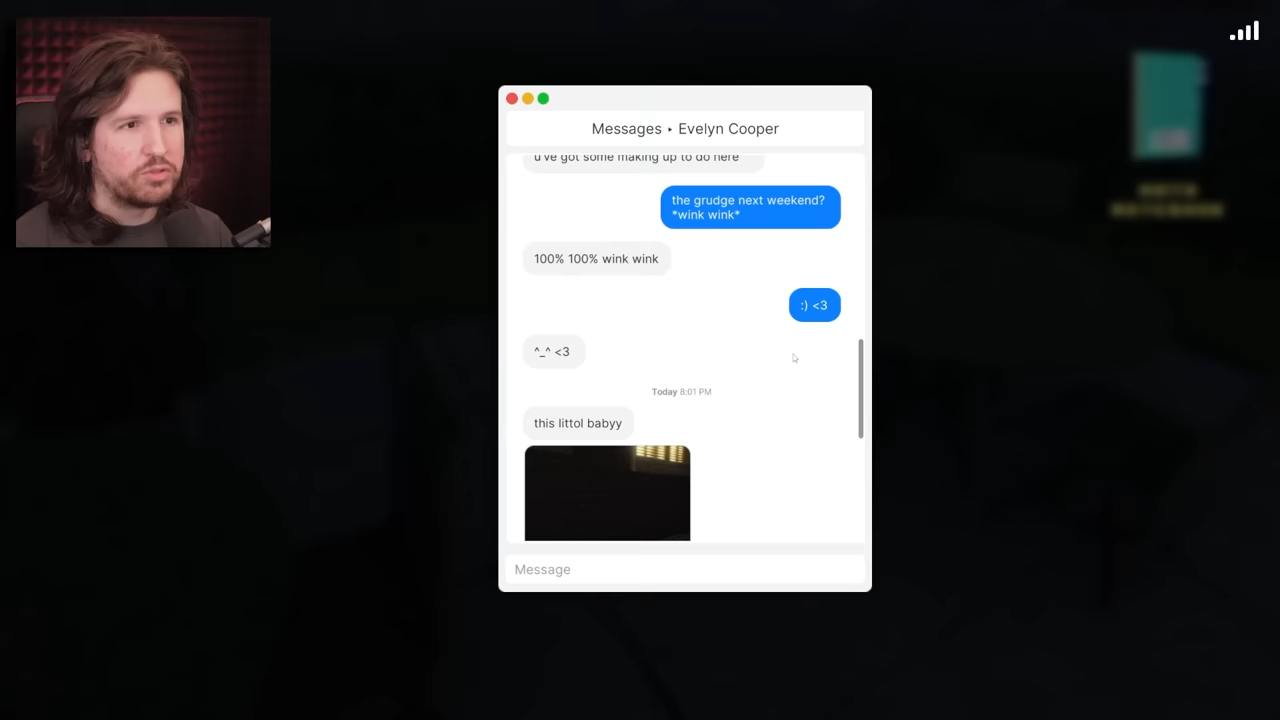 Messages ▸ Evelyn Cooper
u've got some making up to do here
the grudge next weekend?
*wink wink*
100% 100% wink wink
:) <3
^_^ <3
Today 8:01 PM
this littol babyy
Message